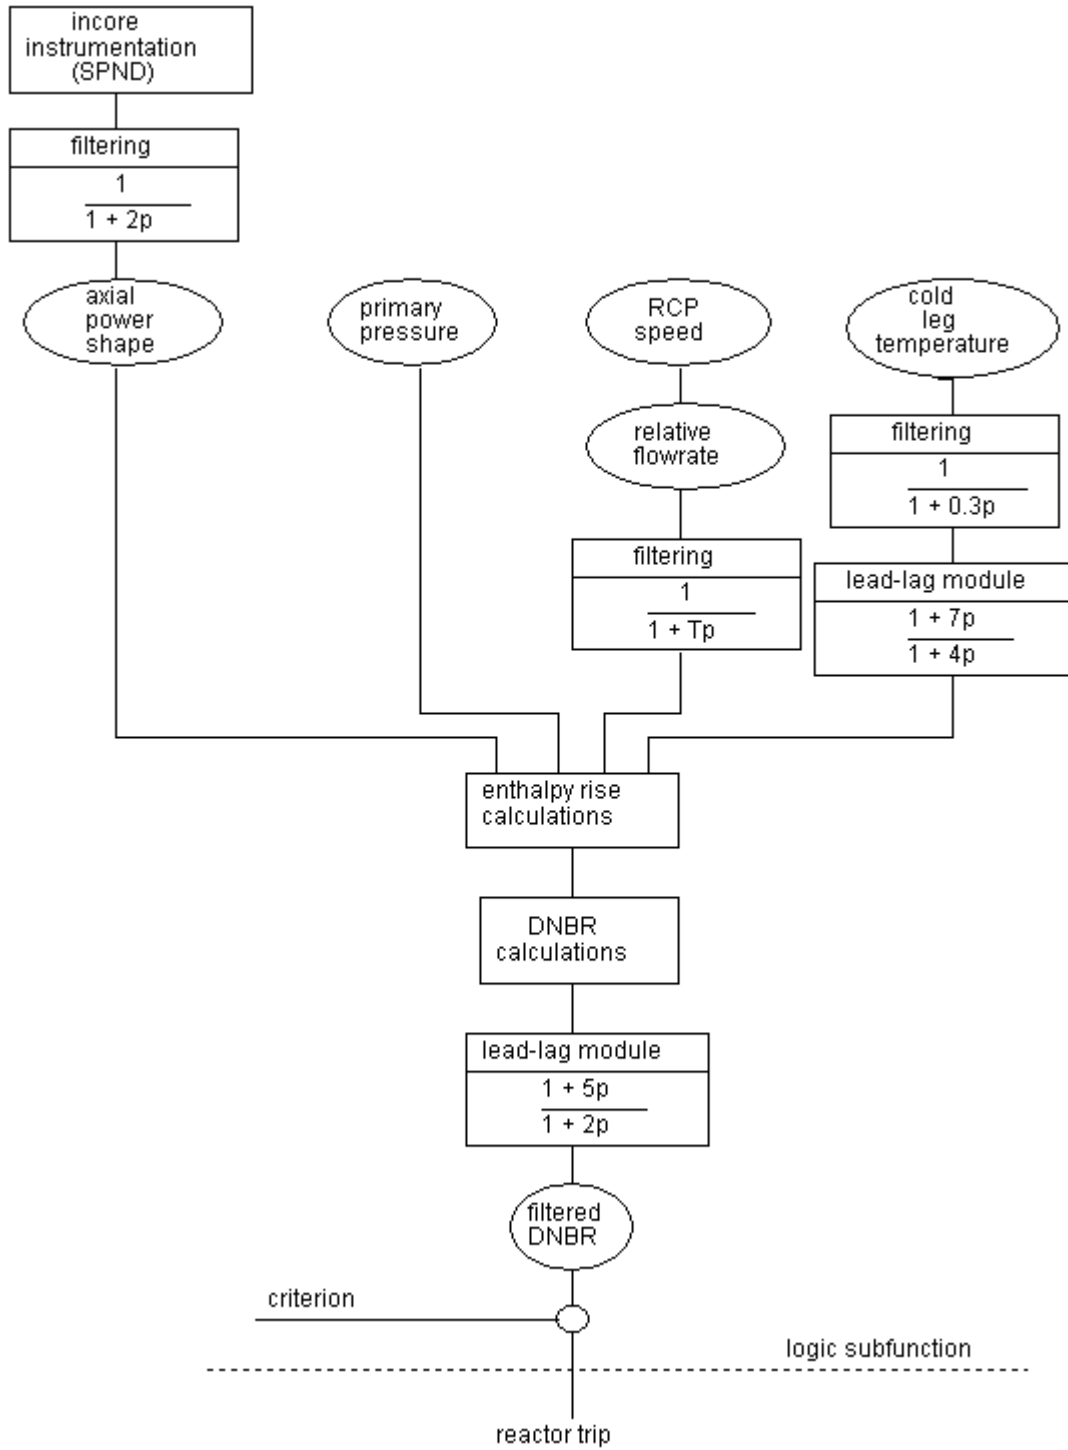 incore
instrumentation
(SPND)
filtering
1
1 + 2p
axial
power
shape
primary
pressure
RCP
speed
cold
leg
temperature
relative
flowrate
filtering
1
1 + 0.3p
filtering
1
1 + Tp
lead-lag module
1 + 7p
1 + 4p
enthalpy rise
calculations
DNBR
calculations
lead-lag module
1 + 5p
1 + 2p
filtered
DNBR
criterion
logic subfunction
reactor trip